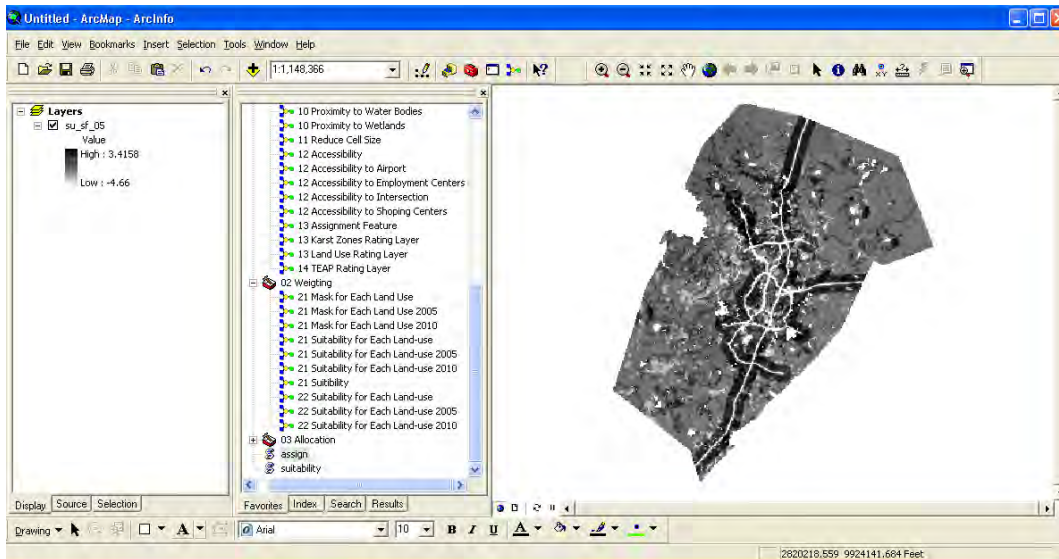 Untitled - ArcMap - ArcInfo
File Edit View Bookmarks Insert Selection Tools Window Help
1:1,148,366
Layers
su_sf_05
Value
High : 3.4158
Low : -4.66
10 Proximity to Water Bodies
10 Proximity to Wetlands
11 Reduce Cell Size
12 Accessibility
12 Accessibility to Airport
12 Accessibility to Employment Centers
12 Accessibility to Intersection
12 Accessibility to Shoping Centers
13 Assignment Feature
13 Karst Zones Rating Layer
13 Land Use Rating Layer
14 TEAP Rating Layer
02 Weigting
21 Mask for Each Land Use
21 Mask for Each Land Use 2005
21 Mask for Each Land Use 2010
21 Suitability for Each Land-use
21 Suitability for Each Land-use 2005
21 Suitability for Each Land-use 2010
21 Suitibility
22 Suitability for Each Land-use
22 Suitability for Each Land-use 2005
22 Suitability for Each Land-use 2010
03 Allocation
assign
suitability
Display Source Selection
Favorites Index Search Results
Drawing A Arial 10 B I U A
2820218.559 9924141.684 Feet